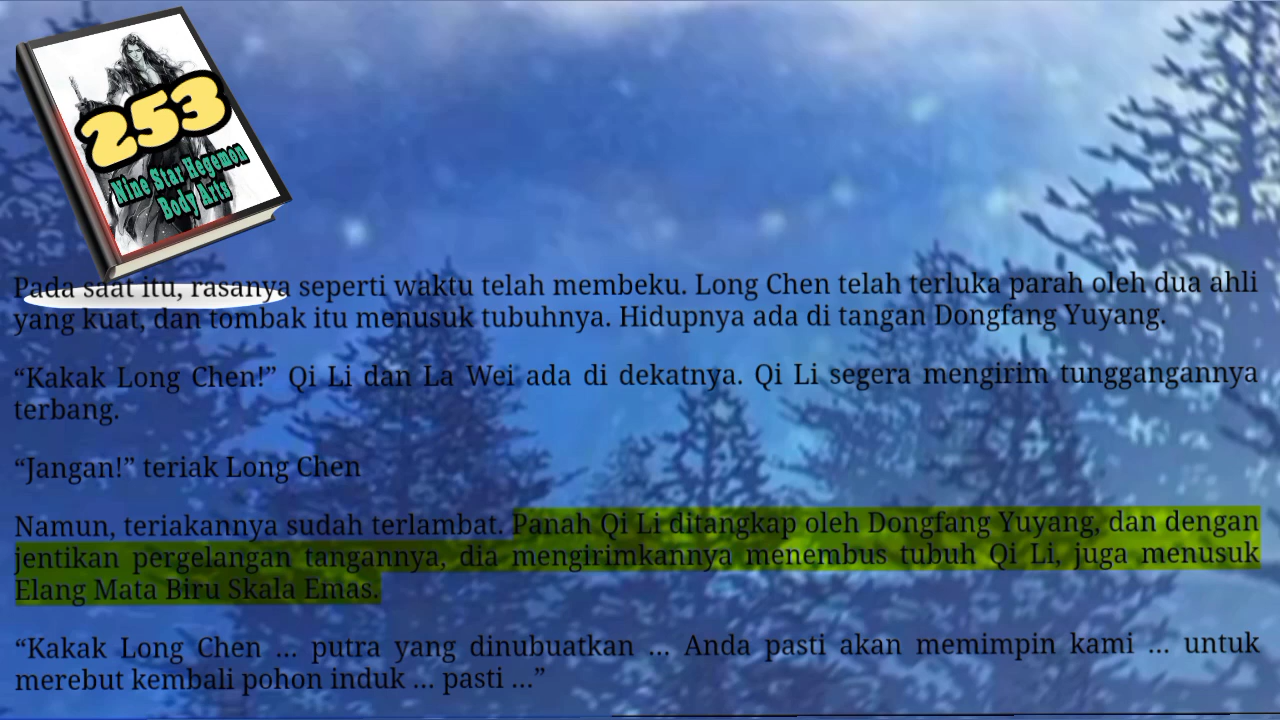 253
Nine Star Hegemon
Body Arts
Pada saat itu, rasanya seperti waktu telah membeku. Long Chen telah terluka parah oleh dua ahli
yang kuat, dan tombak itu menusuk tubuhnya. Hidupnya ada di tangan Dongfang Yuyang.
“Kakak Long Chen!” Qi Li dan La Wei ada di dekatnya. Qi Li segera mengirim tunggangannya
terbang.
“Jangan!” teriak Long Chen
Namun, teriakannya sudah terlambat. Panah Qi Li ditangkap oleh Dongfang Yuyang, dan dengan
jentikan pergelangan tangannya, dia mengirimkannya menembus tubuh Qi Li, juga menusuk
Elang Mata Biru Skala Emas.
“Kakak Long Chen ... putra yang dinubuatkan ... Anda pasti akan memimpin kami ... untuk
merebut kembali pohon induk ... pasti ...”